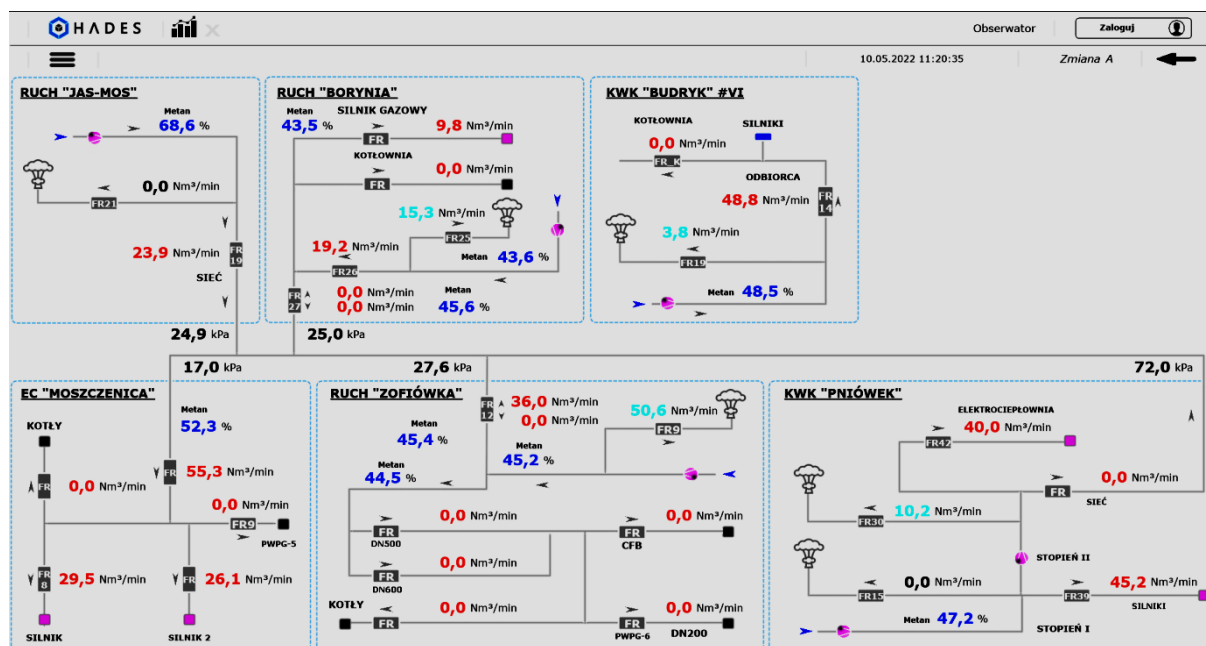 HADES
Obserwator
Zaloguj
10.05.2022 11:20:35
Zmiana A
RUCH "JAS-MOS"
Metan
68,6 %
0,0 Nm³/min
FR21
23,9 Nm³/min
FR
19
SIEĆ
24,9 kPa
RUCH "BORYNIA"
Metan
43,5 %
SILNIK GAZOWY
9,8 Nm³/min
FR
KOTŁOWNIA
0,0 Nm³/min
FR
15,3 Nm³/min
FR25
19,2 Nm³/min
FR26
Metan 43,6 %
FR
27
0,0 Nm³/min
0,0 Nm³/min
Metan
45,6 %
25,0 kPa
KWK "BUDRYK" #VI
KOTŁOWNIA
0,0 Nm³/min
FR_K
SILNIKI
ODBIORCA
48,8 Nm³/min
FR
14
3,8 Nm³/min
FR19
Metan 48,5 %
17,0 kPa
27,6 kPa
72,0 kPa
EC "MOSZCZENICA"
Metan
52,3 %
KOTŁY
FR
0,0 Nm³/min
FR
55,3 Nm³/min
0,0 Nm³/min
FR9
PWPG-5
FR
8
29,5 Nm³/min
FR
26,1 Nm³/min
SILNIK
SILNIK 2
RUCH "ZOFIÓWKA"
FR
12
36,0 Nm³/min
0,0 Nm³/min
50,6 Nm³/min
FR9
Metan
45,4 %
Metan
45,2 %
Metan
44,5 %
0,0 Nm³/min
FR
DN500
0,0 Nm³/min
FR
CFB
0,0 Nm³/min
FR
DN600
KOTŁY
0,0 Nm³/min
FR
0,0 Nm³/min
FR
PWPG-6
DN200
KWK "PNIÓWEK"
ELEKTROCIEPŁOWNIA
40,0 Nm³/min
FR42
0,0 Nm³/min
FR
SIEĆ
10,2 Nm³/min
FR30
STOPIEŃ II
0,0 Nm³/min
FR15
45,2 Nm³/min
FR39
SILNIKI
Metan 47,2 %
STOPIEŃ I